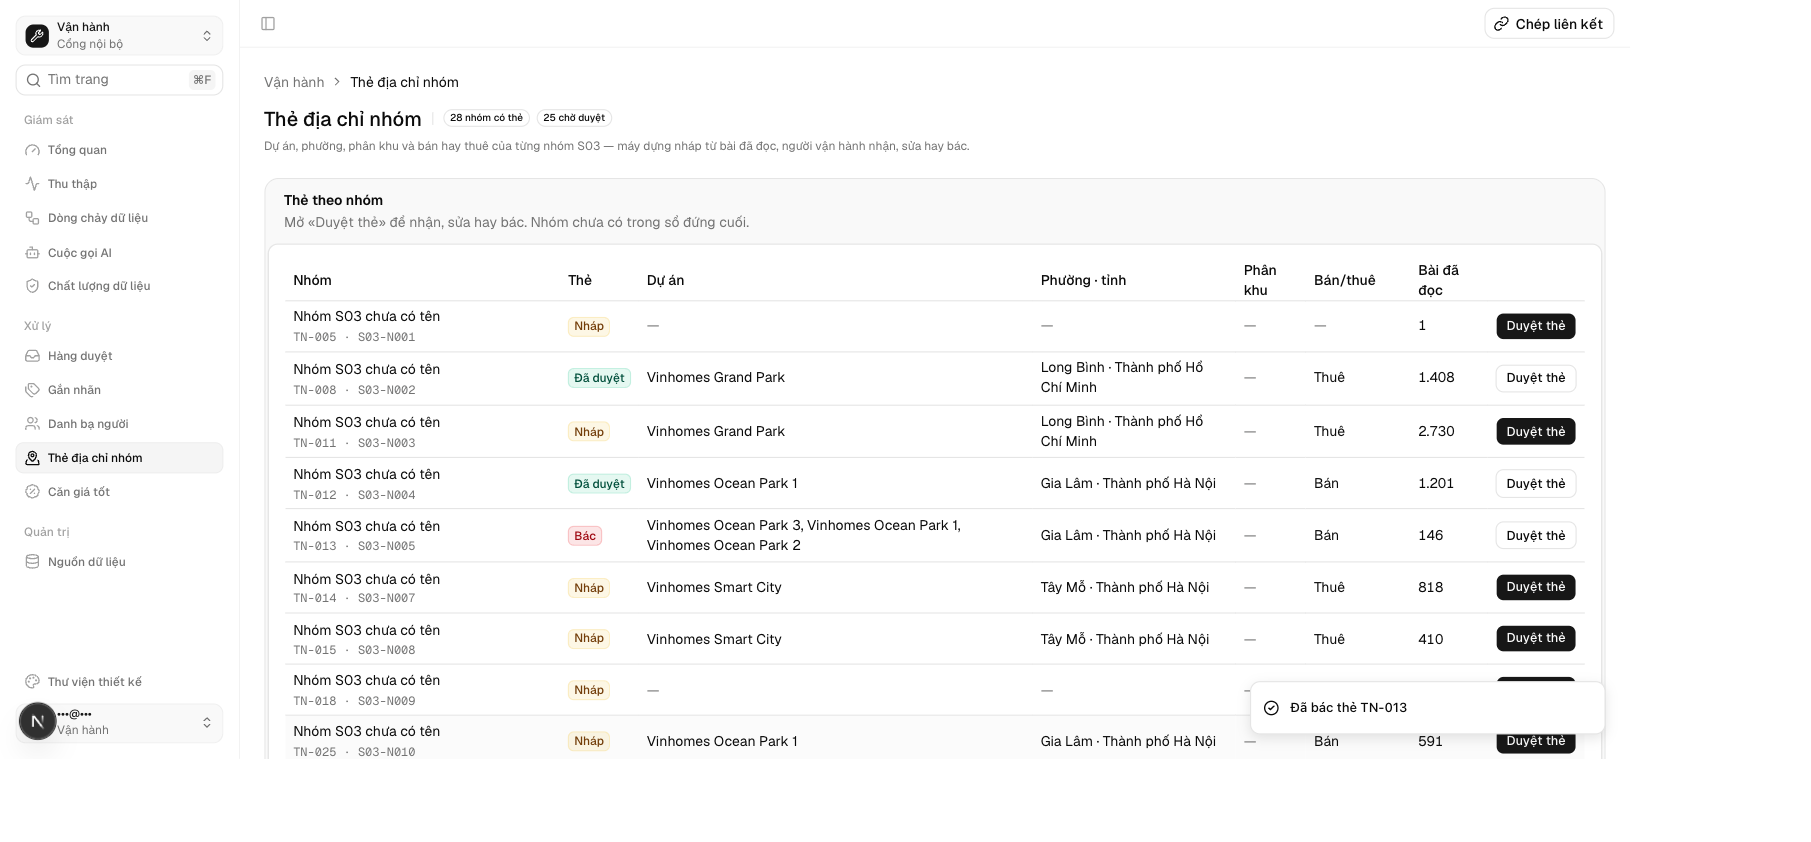 Vận hành
Cổng nội bộ
Tìm trang
⌘F
Giám sát
Tổng quan
Thu thập
Dòng chảy dữ liệu
Cuộc gọi AI
Chất lượng dữ liệu
Xử lý
Hàng duyệt
Gắn nhãn
Danh bạ người
Thẻ địa chỉ nhóm
Căn giá tốt
Quản trị
Nguồn dữ liệu
Thư viện thiết kế
N
•••@•••
Vận hành
Chép liên kết
Vận hành > Thẻ địa chỉ nhóm
Thẻ địa chỉ nhóm | 28 nhóm có thẻ 25 chờ duyệt
Dự án, phường, phân khu và bán hay thuê của từng nhóm S03 — máy dựng nháp từ bài đã đọc, người vận hành nhận, sửa hay bác.
Thẻ theo nhóm
Mở «Duyệt thẻ» để nhận, sửa hay bác. Nhóm chưa có trong sổ đứng cuối.
Nhóm Thẻ Dự án Phường · tỉnh Phân khu Bán/thuê Bài đã đọc
Nhóm S03 chưa có tên
TN-005 · S03-N001
Nháp — — — — 1 Duyệt thẻ
Nhóm S03 chưa có tên
TN-008 · S03-N002
Đã duyệt Vinhomes Grand Park Long Bình · Thành phố Hồ Chí Minh — Thuê 1.408 Duyệt thẻ
Nhóm S03 chưa có tên
TN-011 · S03-N003
Nháp Vinhomes Grand Park Long Bình · Thành phố Hồ Chí Minh — Thuê 2.730 Duyệt thẻ
Nhóm S03 chưa có tên
TN-012 · S03-N004
Đã duyệt Vinhomes Ocean Park 1 Gia Lâm · Thành phố Hà Nội — Bán 1.201 Duyệt thẻ
Nhóm S03 chưa có tên
TN-013 · S03-N005
Bác Vinhomes Ocean Park 3, Vinhomes Ocean Park 1, Vinhomes Ocean Park 2 Gia Lâm · Thành phố Hà Nội — Bán 146 Duyệt thẻ
Nhóm S03 chưa có tên
TN-014 · S03-N007
Nháp Vinhomes Smart City Tây Mỗ · Thành phố Hà Nội — Thuê 818 Duyệt thẻ
Nhóm S03 chưa có tên
TN-015 · S03-N008
Nháp Vinhomes Smart City Tây Mỗ · Thành phố Hà Nội — Thuê 410 Duyệt thẻ
Nhóm S03 chưa có tên
TN-018 · S03-N009
Nháp — — —
Đã bác thẻ TN-013
Nhóm S03 chưa có tên
TN-025 · S03-N010
Nháp Vinhomes Ocean Park 1 Gia Lâm · Thành phố Hà Nội — Bán 591 Duyệt thẻ